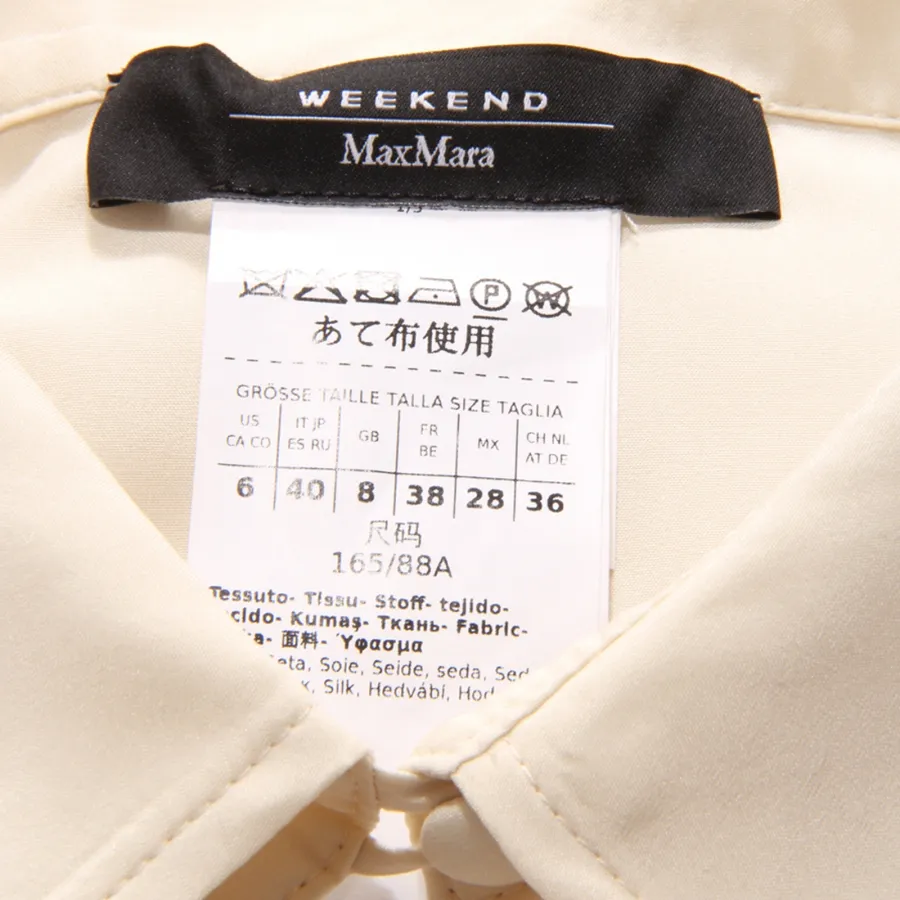 WEEKEND
MaxMara
1/3
P W
あて布使用
GRÖSSE TAILLE TALLA SIZE TAGLIA
US CA CO IT JP ES RU GB FR BE MX CH NL AT DE
6 40 8 38 28 36
尺码
165/88A
Tessuto- Tissu- Stoff- tejido-
Kumaş- Ткань- Fabric-
面料- Ύφασμα
Soie, Seide, seda,
Silk, Hedvábí,